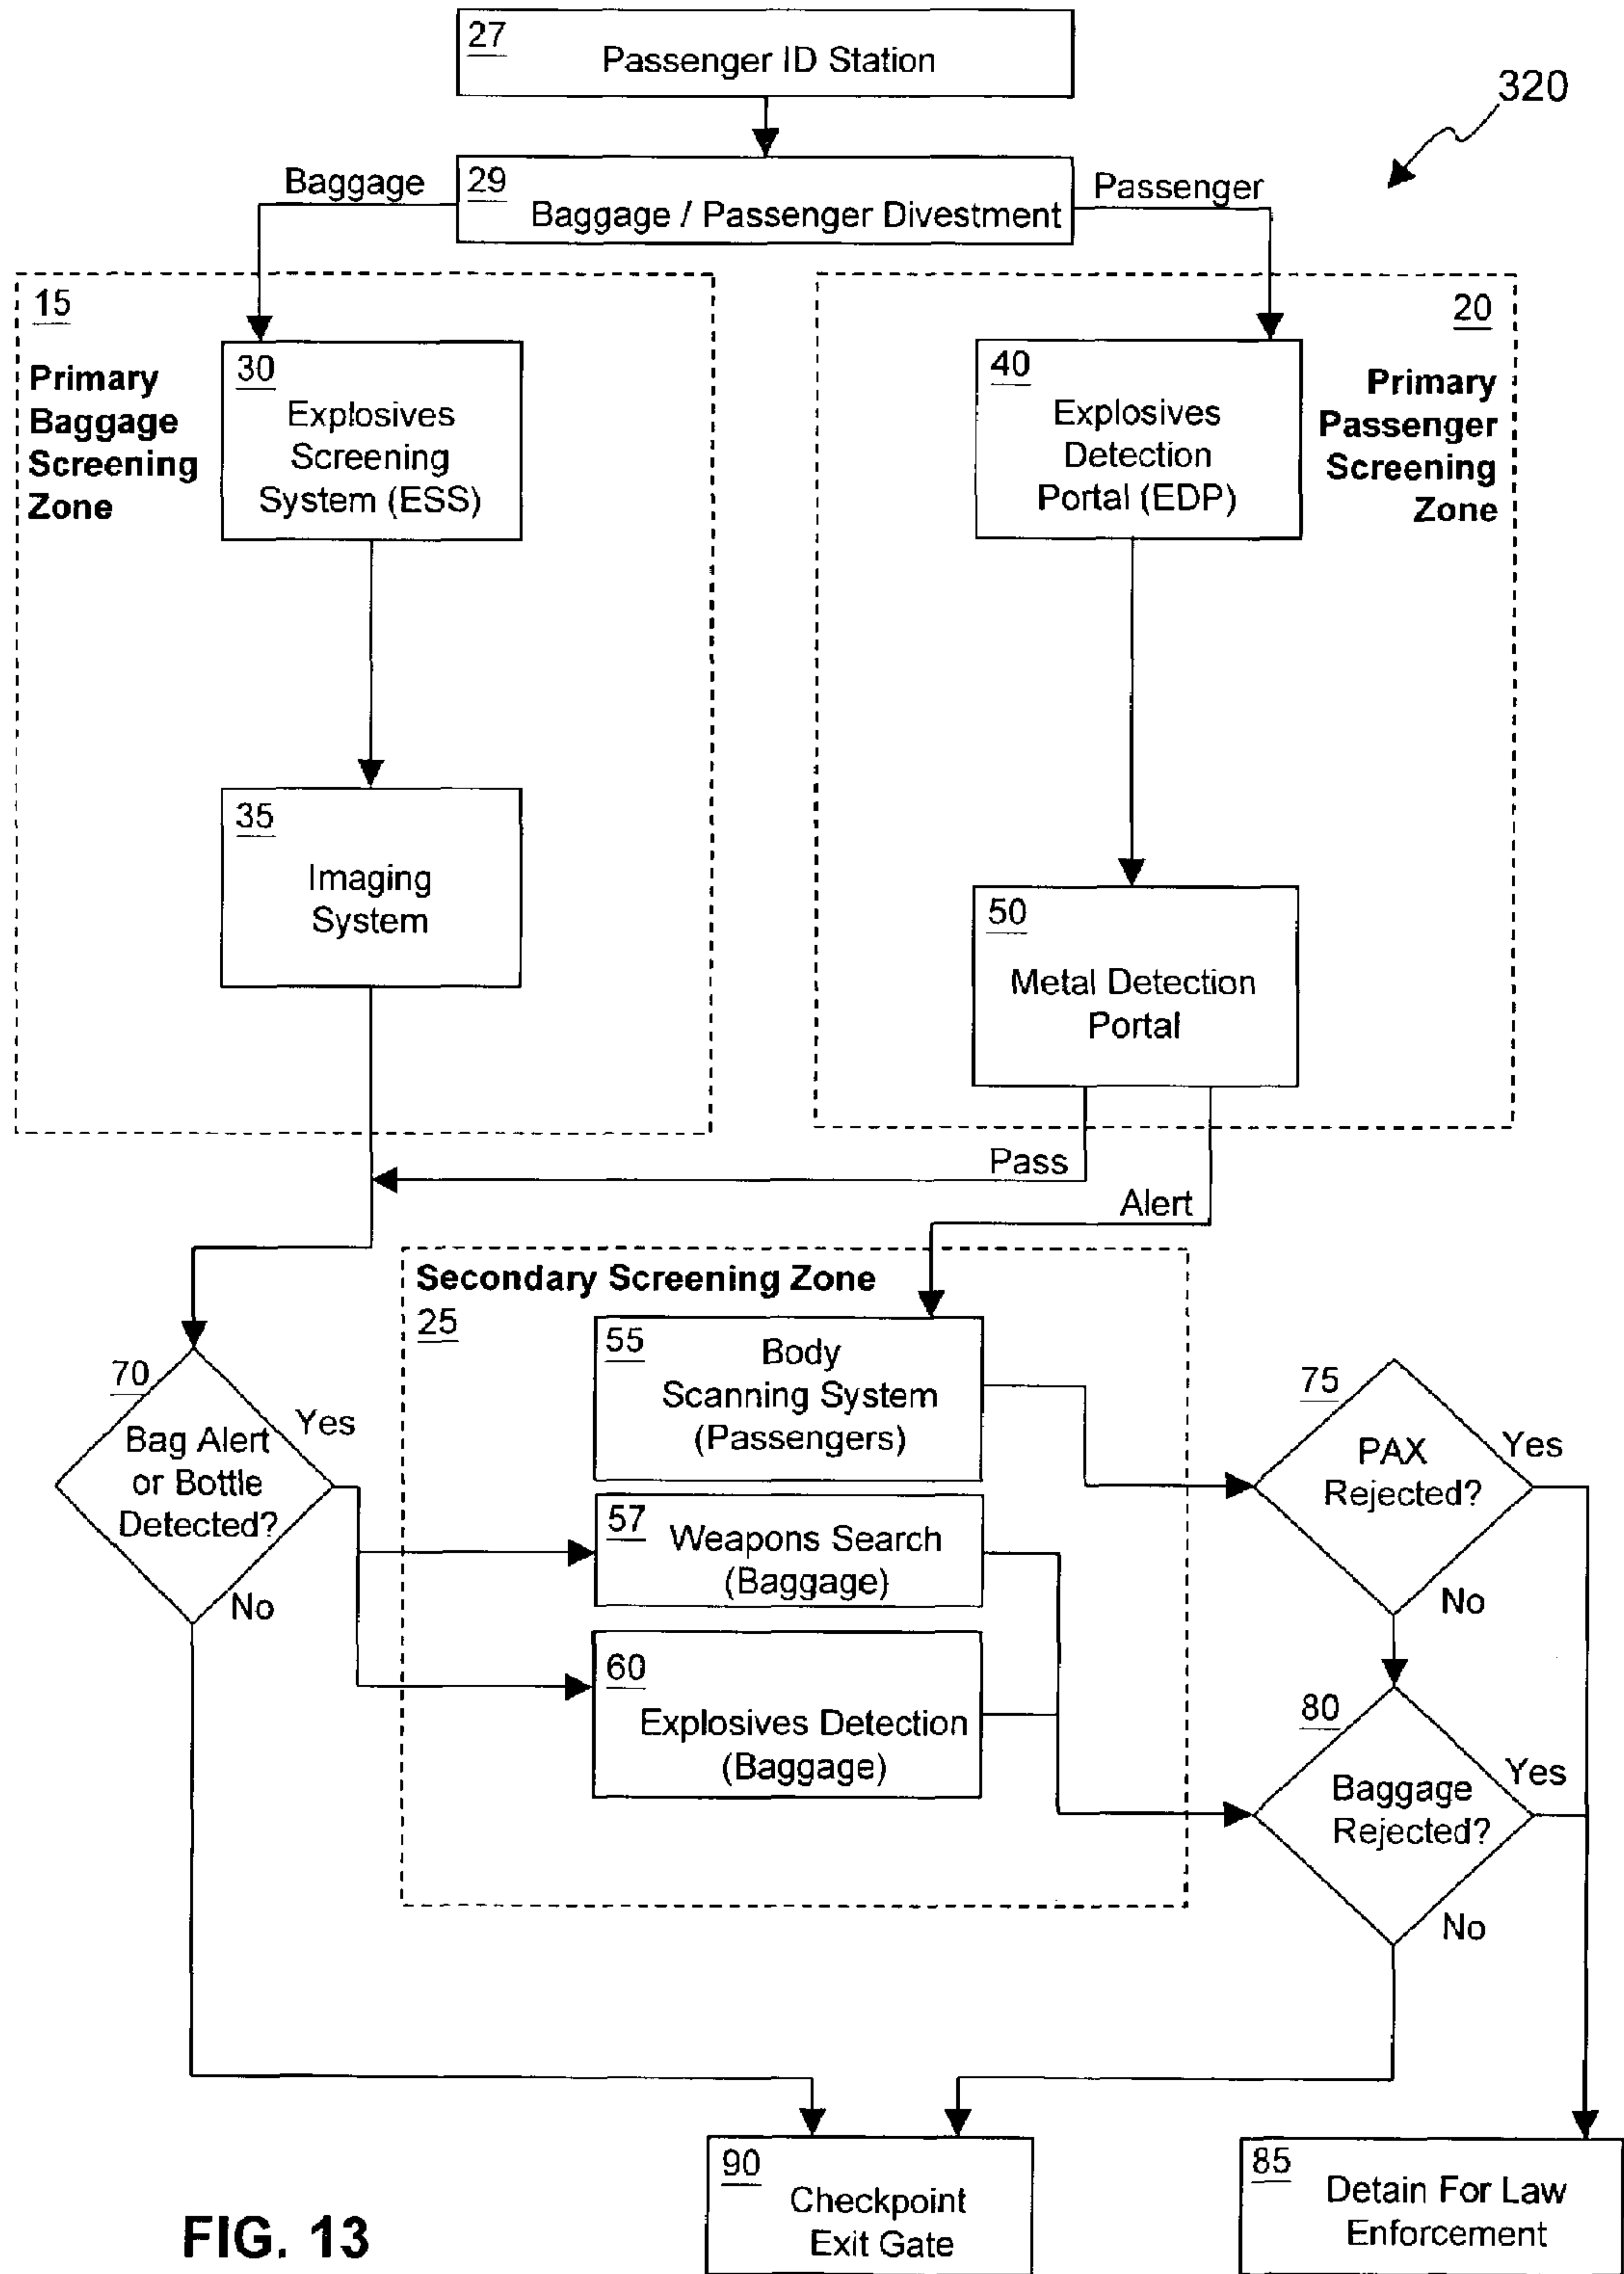 27
Passenger ID Station
320
Baggage
29
Baggage / Passenger Divestment
Passenger
15
Primary
Baggage
Screening
Zone
30
Explosives
Screening
System (ESS)
35
Imaging
System
40
Explosives
Detection
Portal (EDP)
20
Primary
Passenger
Screening
Zone
50
Metal Detection
Portal
Pass
Alert
Secondary Screening Zone
25
55
Body
Scanning System
(Passengers)
70
Bag Alert
or Bottle
Detected?
Yes
No
57
Weapons Search
(Baggage)
60
Explosives Detection
(Baggage)
75
PAX
Rejected?
Yes
No
80
Baggage
Rejected?
Yes
No
90
Checkpoint
Exit Gate
85
Detain For Law
Enforcement
FIG. 13